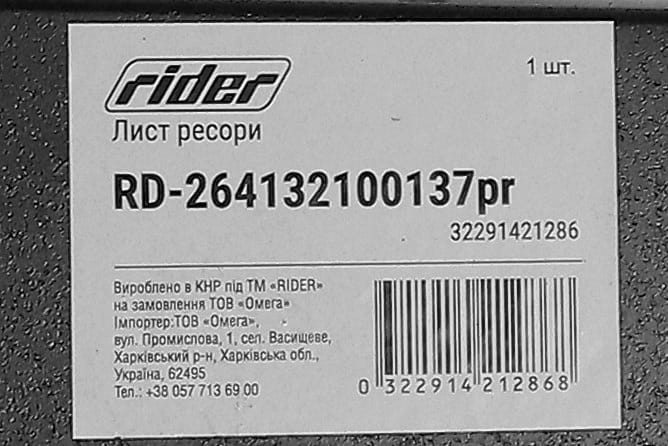 rider
1 шт.
Лист ресори
RD-264132100137pr
32291421286
Вироблено в КНР під ТМ «RIDER»
на замовлення ТОВ «Омега»
Імпортер:ТОВ «Омега»,
вул. Промислова, 1, сел. Васищеве,
Харківський р-н, Харківська обл.,
Україна, 62495
Тел.: +38 057 713 69 00
0 322914 212868